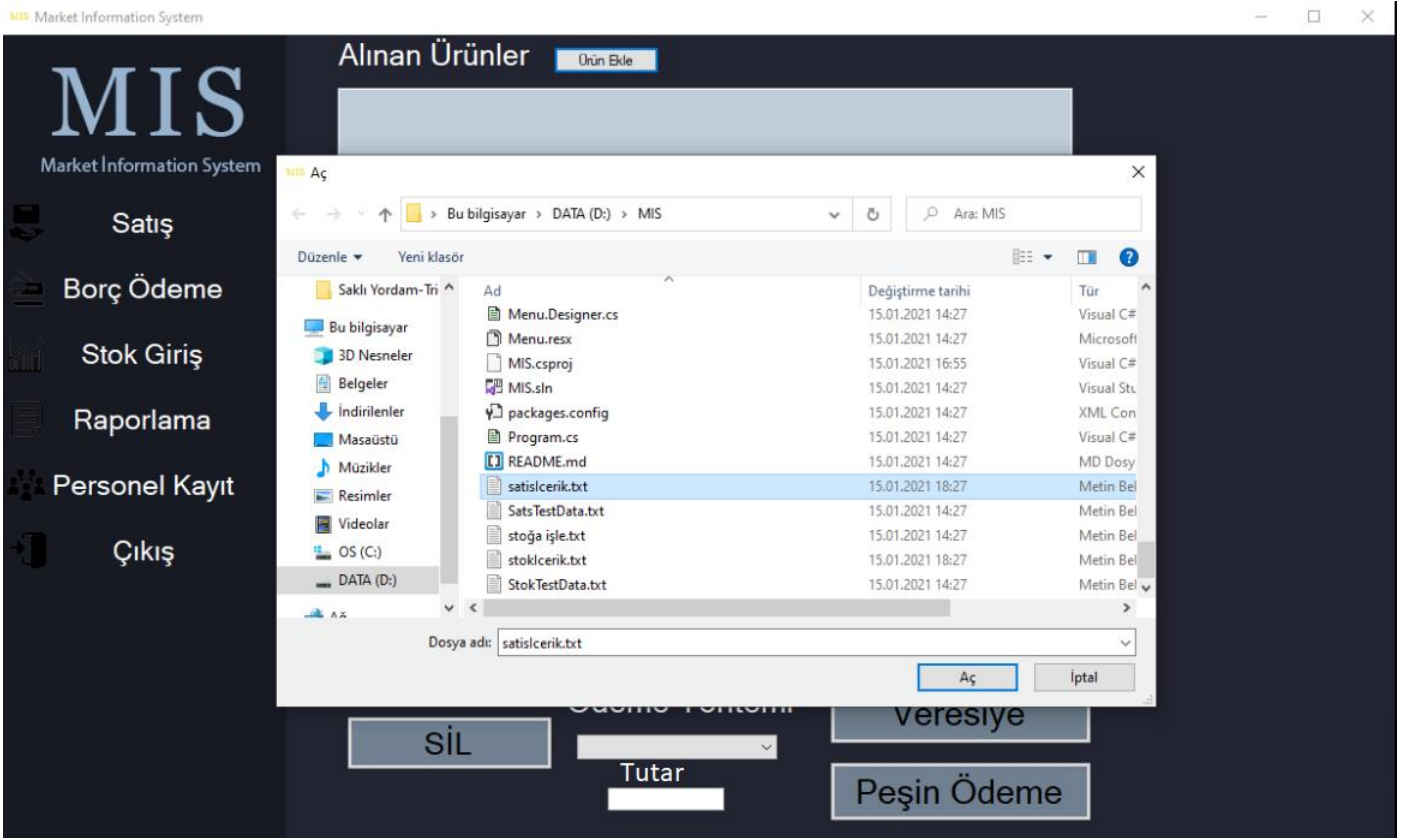 MIS Market Information System
Alınan Ürünler
Ürün Ekle
MIS
Market İnformation System
Satış
Borç Ödeme
Stok Giriş
Raporlama
Personel Kayıt
Çıkış
MIS Aç
Bu bilgisayar > DATA (D:) > MIS
Ara: MIS
Düzenle
Yeni klasör
Saklı Yordam-Tri
Bu bilgisayar
3D Nesneler
Belgeler
İndirilenler
Masaüstü
Müzikler
Resimler
Videolar
OS (C:)
DATA (D:)
Ağ
Ad Değiştirme tarihi Tür
Menu.Designer.cs 15.01.2021 14:27 Visual C#
Menu.resx 15.01.2021 14:27 Microsoft
MIS.csproj 15.01.2021 16:55 Visual C#
MIS.sln 15.01.2021 14:27 Visual Stu
packages.config 15.01.2021 14:27 XML Con
Program.cs 15.01.2021 14:27 Visual C#
README.md 15.01.2021 14:27 MD Dosy
satisIcerik.txt 15.01.2021 18:27 Metin Bel
SatsTestData.txt 15.01.2021 14:27 Metin Bel
stoğa işle.txt 15.01.2021 14:27 Metin Bel
stokIcerik.txt 15.01.2021 18:27 Metin Bel
StokTestData.txt 15.01.2021 14:27 Metin Bel
Dosya adı: satisIcerik.txt
Aç
İptal
Ödeme Yöntemi
Veresiye
SİL
Tutar
Peşin Ödeme